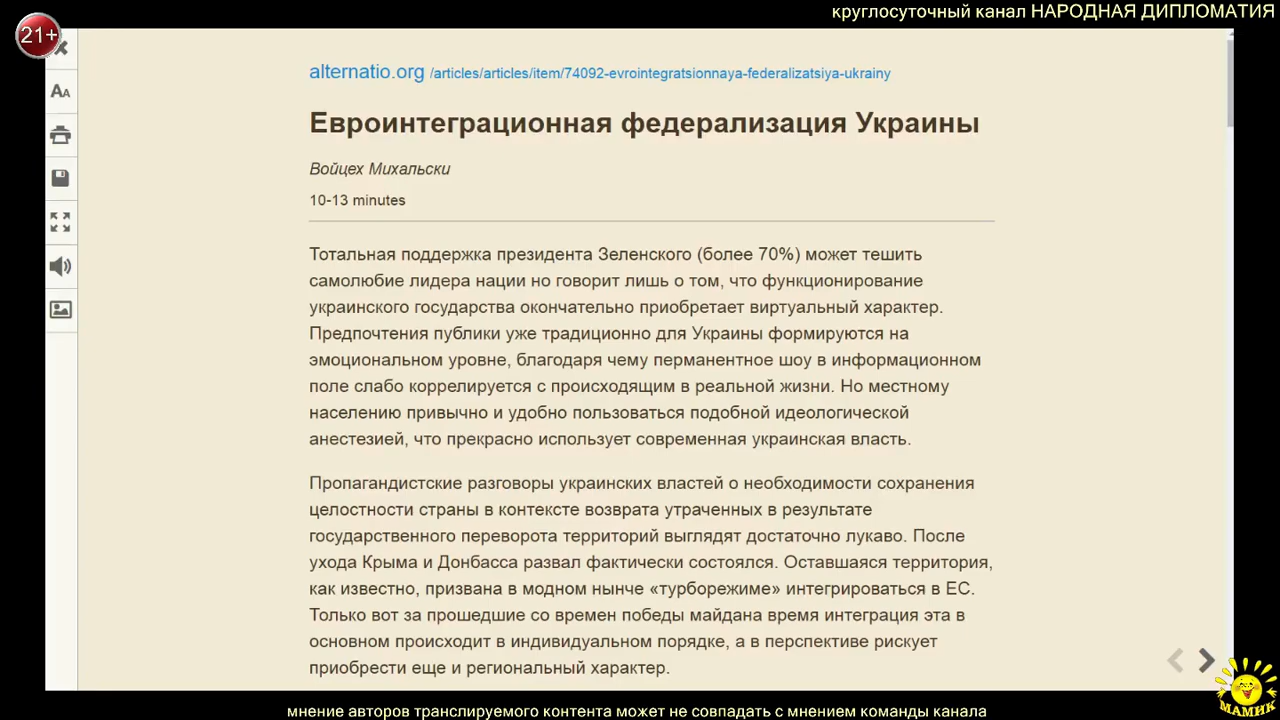 круглосуточный канал НАРОДНАЯ ДИПЛОМАТИЯ
21+
AA
alternatio.org /articles/articles/item/74092-evrointegratsionnaya-federalizatsiya-ukrainy
Евроинтеграционная федерализация Украины
Войцех Михальски
10-13 minutes
Тотальная поддержка президента Зеленского (более 70%) может тешить
самолюбие лидера нации но говорит лишь о том, что функционирование
украинского государства окончательно приобретает виртуальный характер.
Предпочтения публики уже традиционно для Украины формируются на
эмоциональном уровне, благодаря чему перманентное шоу в информационном
поле слабо коррелируется с происходящим в реальной жизни. Но местному
населению привычно и удобно пользоваться подобной идеологической
анестезией, что прекрасно использует современная украинская власть.
Пропагандистские разговоры украинских властей о необходимости сохранения
целостности страны в контексте возврата утраченных в результате
государственного переворота территорий выглядят достаточно лукаво. После
ухода Крыма и Донбасса развал фактически состоялся. Оставшаяся территория,
как известно, призвана в модном нынче «турборежиме» интегрироваться в ЕС.
Только вот за прошедшие со времен победы майдана время интеграция эта в
основном происходит в индивидуальном порядке, а в перспективе рискует
приобрести еще и региональный характер.
МАМИК
мнение авторов транслируемого контента может не совпадать с мнением команды канала